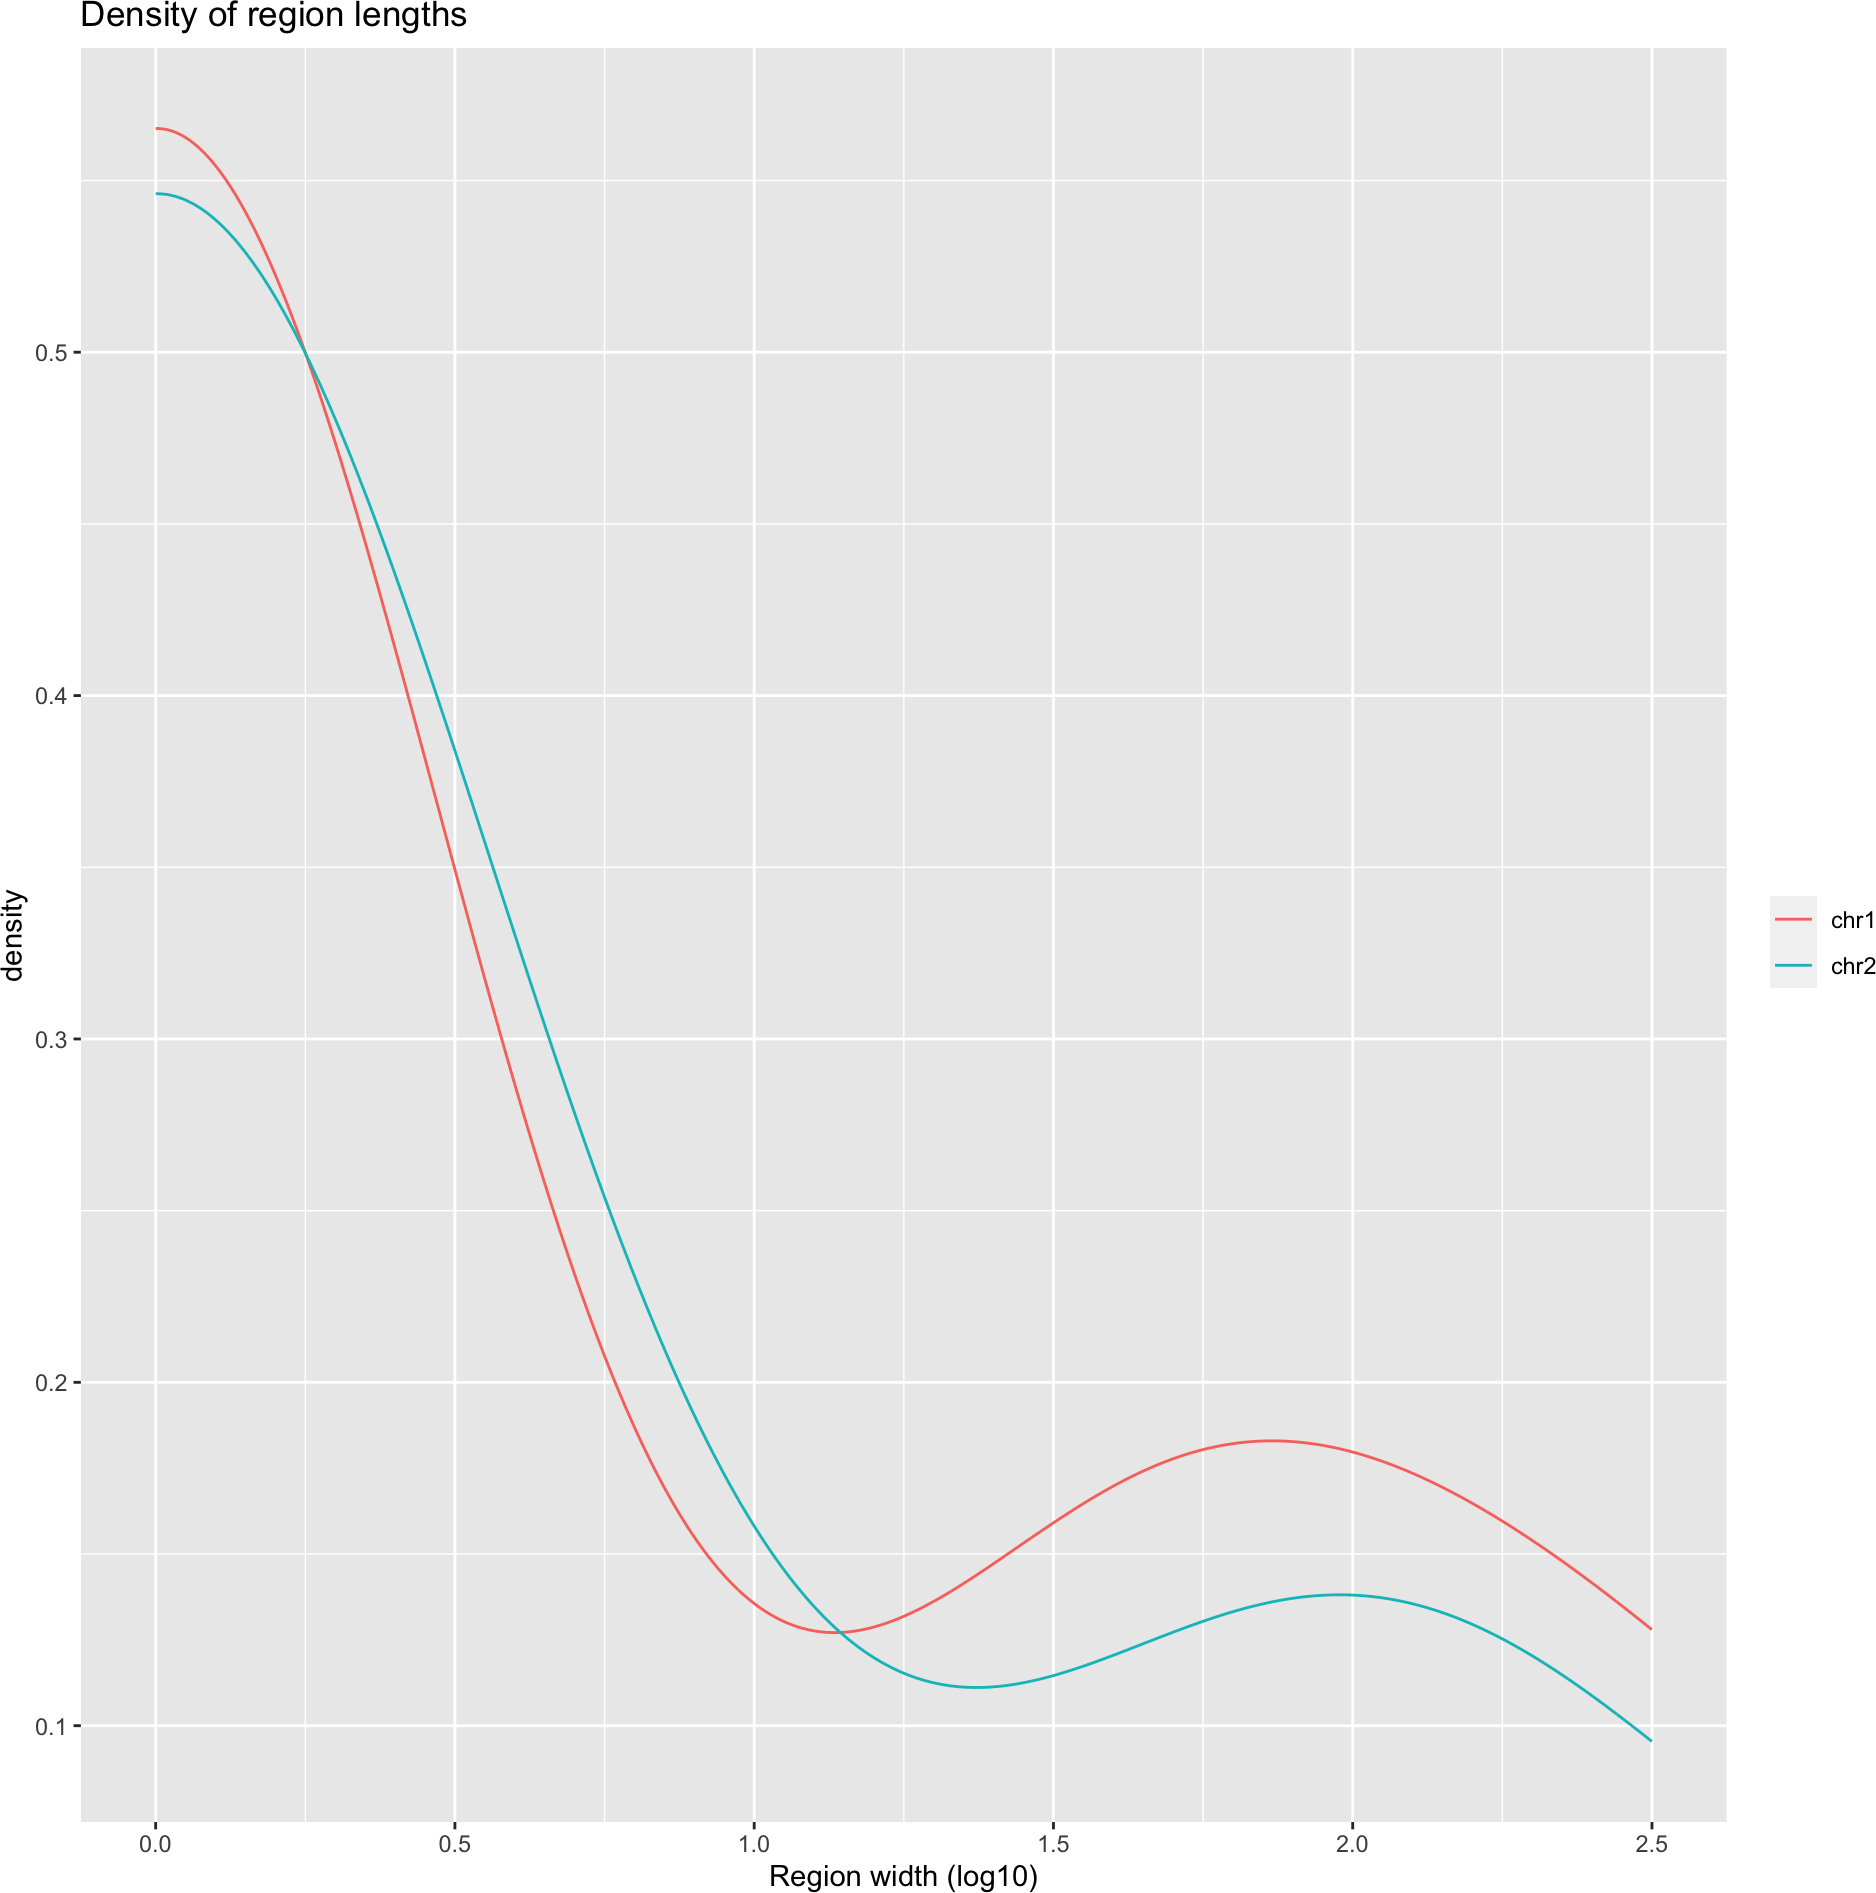 Density of region lengths
density
0.5
0.4
0.3
0.2
0.1
0.0 0.5 1.0 1.5 2.0 2.5
Region width (log10)
chr1
chr2